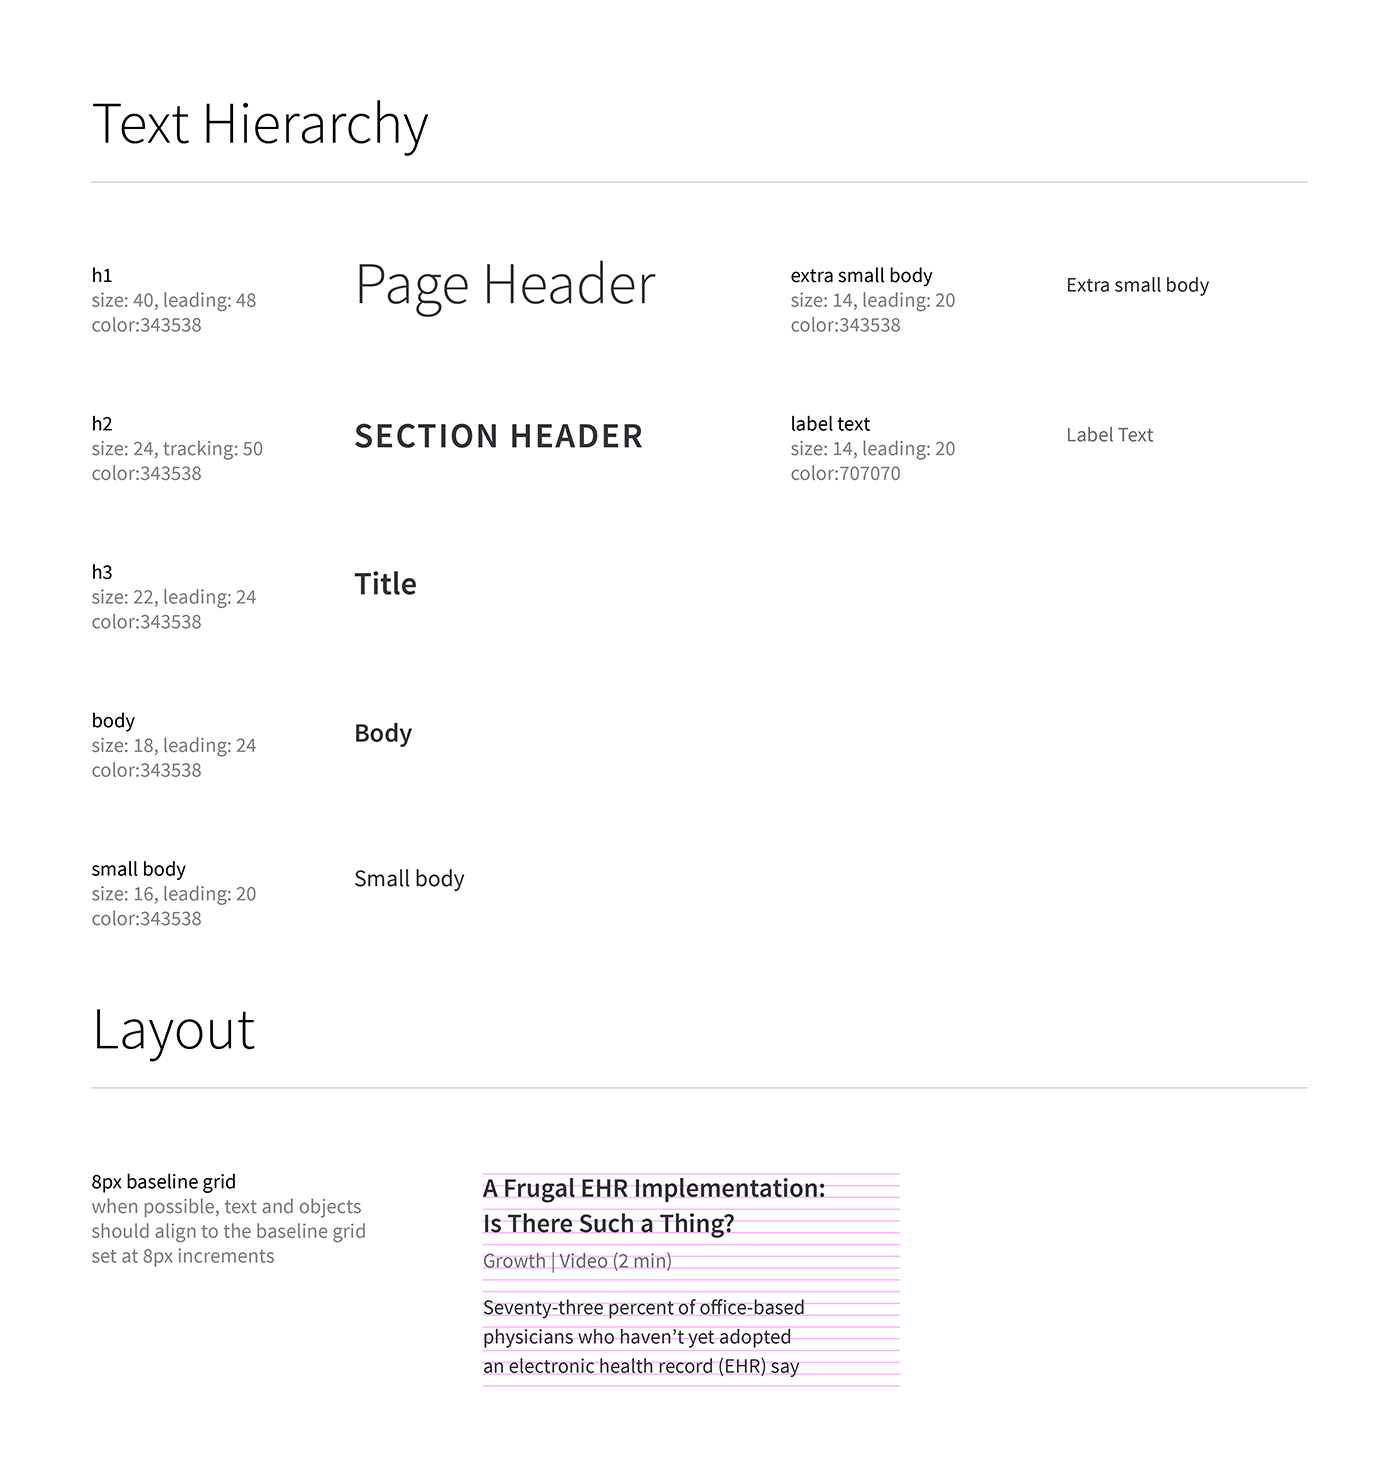 Text Hierarchy
h1
size: 40, leading: 48
color:343538
Page Header
extra small body
size: 14, leading: 20
color:343538
Extra small body
h2
size: 24, tracking: 50
color:343538
SECTION HEADER
label text
size: 14, leading: 20
color:707070
Label Text
h3
size: 22, leading: 24
color:343538
Title
body
size: 18, leading: 24
color:343538
Body
small body
size: 16, leading: 20
color:343538
Small body
Layout
8px baseline grid
when possible, text and objects
should align to the baseline grid
set at 8px increments
A Frugal EHR Implementation:
Is There Such a Thing?
Growth | Video (2 min)
Seventy-three percent of office-based
physicians who haven’t yet adopted
an electronic health record (EHR) say